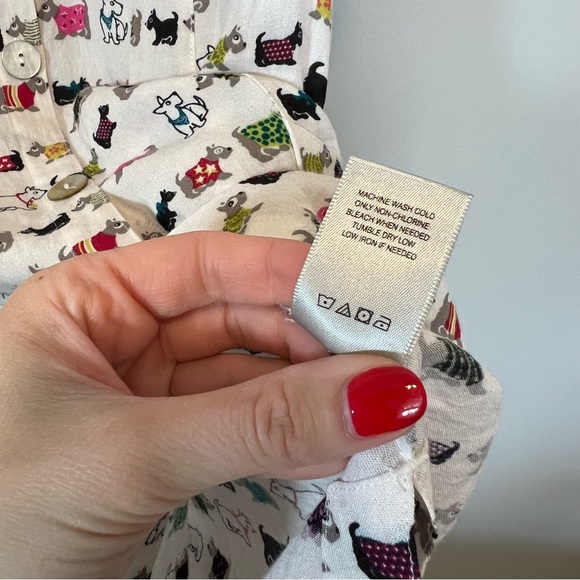 MACHINE WASH COLD
ONLY NON-CHLORINE
BLEACH WHEN NEEDED
TUMBLE DRY LOW
LOW IRON IF NEEDED